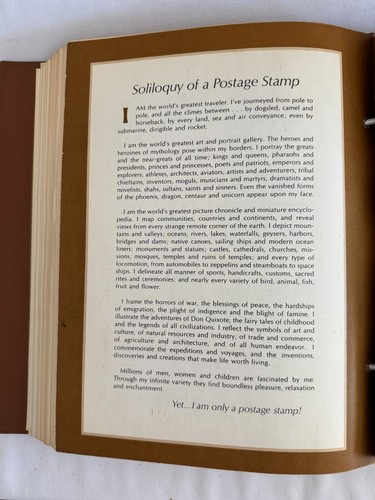 Soliloquy of a Postage Stamp
I AM the world's greatest traveler. I've journeyed from pole to
pole, and all the climes between . . . by dogsled, camel and
horseback, by every land, sea and air conveyance; even by
submarine, dirigible and rocket.
I am the world's greatest art and portrait gallery. The heroes and
heroines of mythology pose within my borders. I portray the greats
and the near-greats of all time; kings and queens, pharaohs and
presidents, princes and princesses, poets and patriots, emperors and
explorers, athletes, architects, aviators, artists and adventurers, tribal
chieftains, inventors, moguls, musicians and martyrs, dramatists and
novelists, shahs, sultans, saints and sinners. Even the vanished forms
of the phoenix, dragon, centaur and unicorn appear upon my face.
I am the world's greatest picture chronicle and miniature encyclo-
pedia. I map communities, countries and continents, and reveal
views from every strange remote corner of the earth. I depict moun-
tains and valleys; oceans, rivers, lakes, waterfalls, geysers, harbors,
bridges and dams; native canoes, sailing ships and modern ocean
liners; monuments and statues; castles, cathedrals, churches, mis-
sions, mosques, temples and ruins of temples; and every type of
locomotion, from automobiles to zeppelins and steamboats to space
ships. I delineate all manner of sports, handicrafts, customs, sacred
rites and ceremonies; and nearly every variety of bird, animal, fish,
fruit and flower.
I frame the horrors of war, the blessings of peace, the hardships
of emigration, the plight of indigence and the blight of famine. I
illustrate the adventures of Don Quixote, the fairy tales of childhood
and the legends of all civilizations. I reflect the symbols of art and
culture, of natural resources and industry, of trade and commerce,
of agriculture and architecture, and of all human endeavor. I
commemorate the expeditions and voyages, and the inventions,
discoveries and creations that make life worth living.
Millions of men, women and children are fascinated by me.
Through my infinite variety they find boundless pleasure, relaxation
and enchantment.
Yet...I am only a postage stamp!